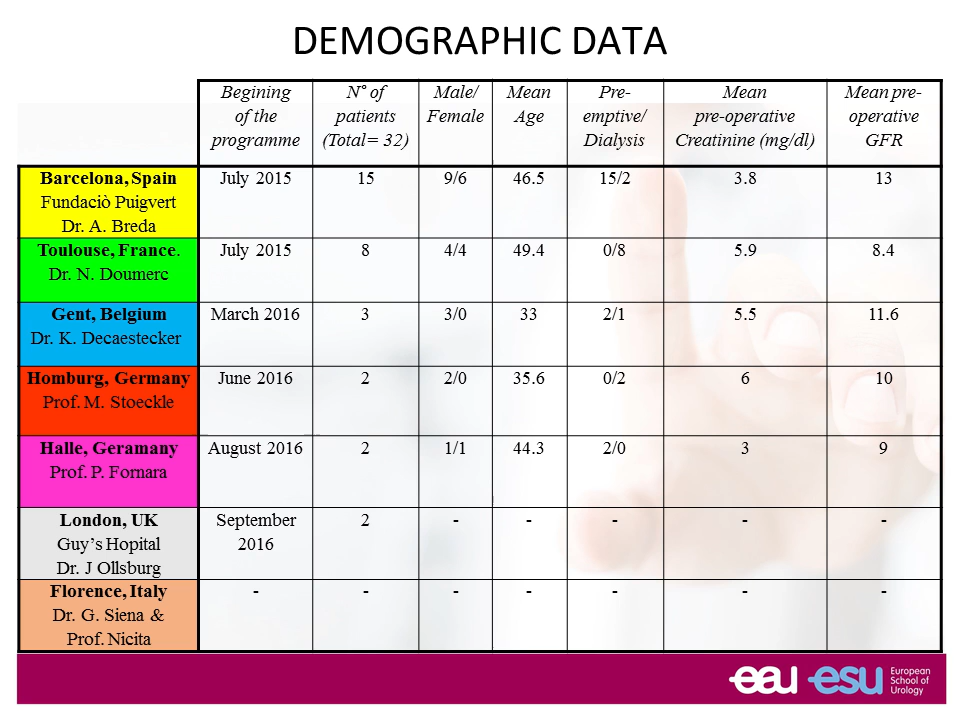 DEMOGRAPHIC DATA
Begining
of the
programme
N° of
patients
(Total= 32)
Male/
Female
Mean
Age
Pre-
emptive/
Dialysis
Mean
pre-operative
Creatinine (mg/dl)
Mean pre-
operative
GFR
Barcelona, Spain
Fundaciò Puigvert
Dr. A. Breda
July 2015
15
9/6
46.5
15/2
3.8
13
Toulouse, France.
Dr. N. Doumerc
July 2015
8
4/4
49.4
0/8
5.9
8.4
Gent, Belgium
Dr. K. Decaestecker
March 2016
3
3/0
33
2/1
5.5
11.6
Homburg, Germany
Prof. M. Stoeckle
June 2016
2
2/0
35.6
0/2
6
10
Halle, Geramany
Prof. P. Fornara
August 2016
2
1/1
44.3
2/0
3
9
London, UK
Guy's Hopital
Dr. J Ollsburg
September
2016
2
-
-
-
-
-
Florence, Italy
Dr. G. Siena &
Prof. Nicita
-
-
-
-
-
-
-
eau esu
European
School of
Urology